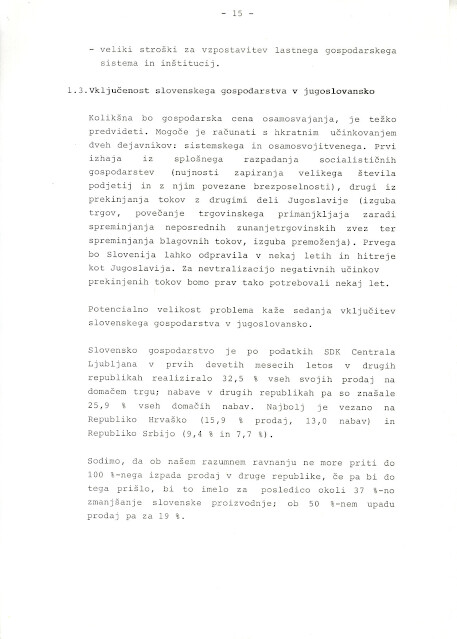 - 15 -
- veliki stroški za vzpostavitev lastnega gospodarskega
sistema in inštitucij.
1.3.Vključenost slovenskega gospodarstva v jugoslovansko
Kolikšna bo gospodarska cena osamosvajanja, je težko
predvideti. Mogoče je računati s hkratnim učinkovanjem
dveh dejavnikov: sistemskega in osamosvojitvenega. Prvi
izhaja iz splošnega razpadanja socialističnih
gospodarstev (nujnosti zapiranja velikega števila
podjetij in z njim povezane brezposelnosti), drugi iz
prekinjanja tokov z drugimi deli Jugoslavije (izguba
trgov, povečanje trgovinskega primanjkljaja zaradi
spreminjanja neposrednih zunanjetrgovinskih zvez ter
spreminjanja blagovnih tokov, izguba premoženja). Prvega
bo Slovenija lahko odpravila v nekaj letih in hitreje
kot Jugoslavija. Za nevtralizacijo negativnih učinkov
prekinjenih tokov bomo prav tako potrebovali nekaj let.
Potencialno velikost problema kaže sedanja vključitev
slovenskega gospodarstva v jugoslovansko.
Slovensko gospodarstvo je po podatkih SDK Centrala
Ljubljana v prvih devetih mesecih letos v drugih
republikah realiziralo 32,5 % vseh svojih prodaj na
domačem trgu; nabave v drugih republikah pa so znašale
25,9 % vseh domačih nabav. Najbolj je vezano na
Republiko Hrvaško (15,9 % prodaj, 13,0 nabav) in
Republiko Srbijo (9,4 % in 7,7 %).
Sodimo, da ob našem razumnem ravnanju ne more priti do
100 %-nega izpada prodaj v druge republike, če pa bi do
tega prišlo, bi to imelo za posledico okoli 37 %-no
zmanjšanje slovenske proizvodnje; ob 50 %-nem upadu
prodaj pa za 19 %.